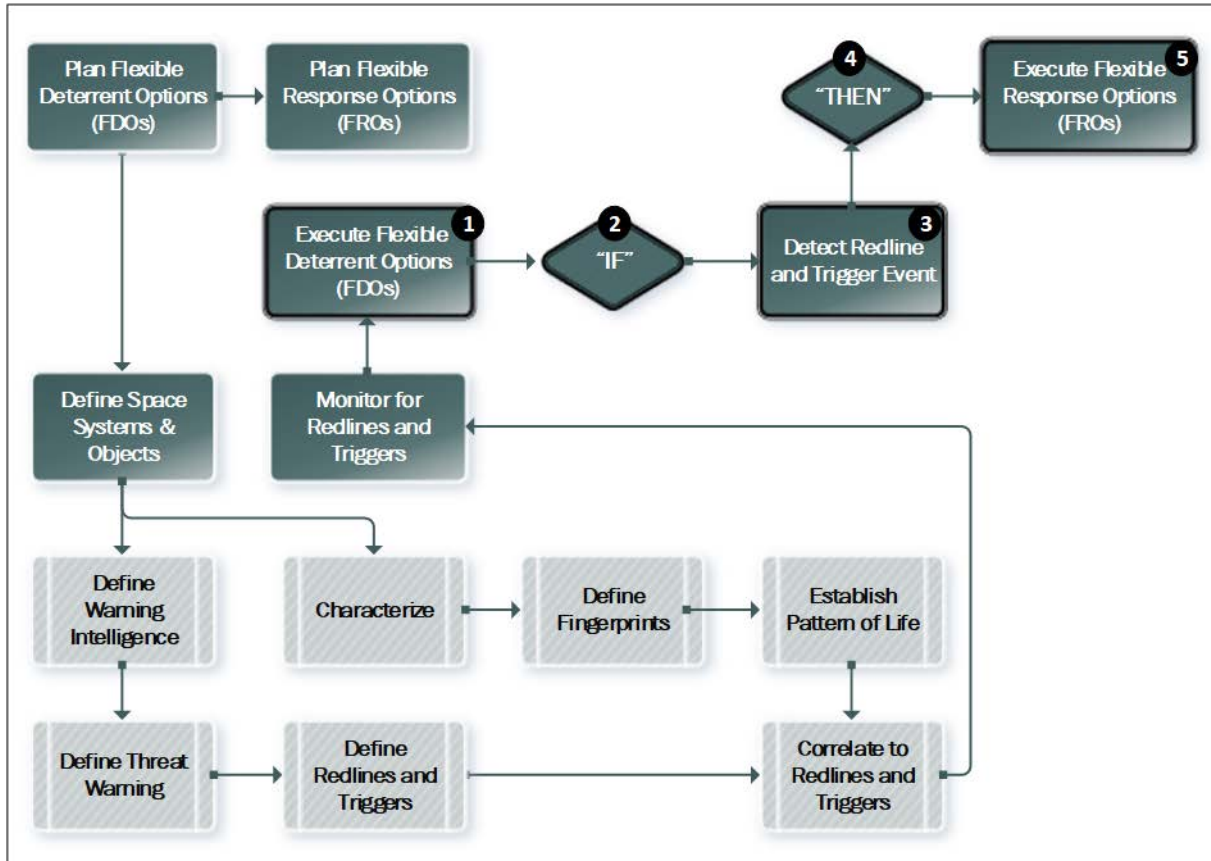 Plan Flexible
Deterrent Options
(FDOs)
Plan Flexible
Response Options
(FROs)
4
"THEN"
5
Execute Flexible
Response Options
(FROs)
1
Execute Flexible
Deterrent Options
(FDOs)
2
"IF"
3
Detect Redline
and Trigger Event
Define Space
Systems &
Objects
Monitor for
Redlines and
Triggers
Define
Warning
Intelligence
Characterize
Define
Fingerprints
Establish
Pattern of Life
Define Threat
Warning
Define
Redlines and
Triggers
Correlate to
Redlines and
Triggers